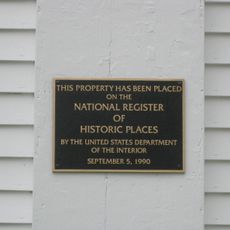 THIS PROPERTY HAS BEEN PLACED
ON THE
NATIONAL REGISTER
OF
HISTORIC PLACES
BY THE UNITED STATES DEPARTMENT
OF THE INTERIOR
SEPTEMBER 5, 1990